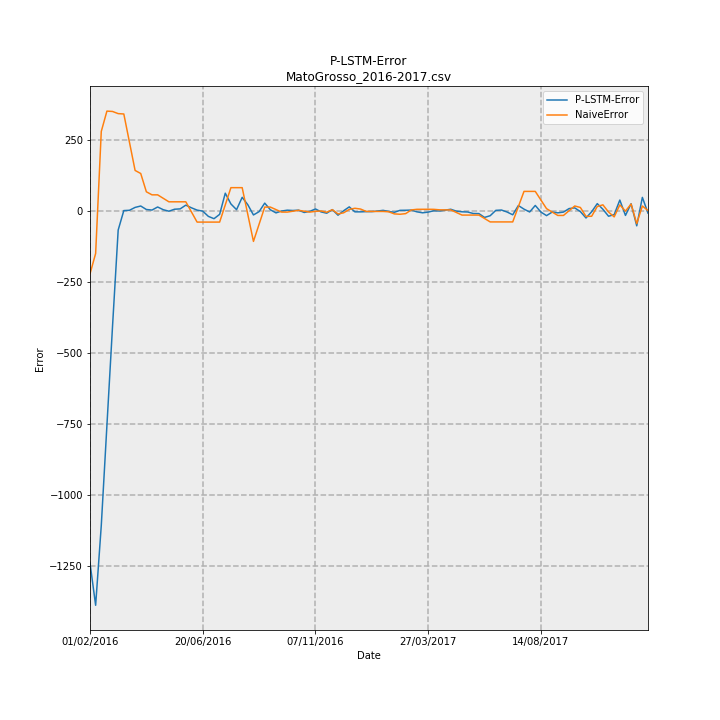 P-LSTM-Error
MatoGrosso_2016-2017.csv
P-LSTM-Error
NaiveError
250
0
−250
−500
−750
−1000
−1250
Error
01/02/2016 20/06/2016 07/11/2016 27/03/2017 14/08/2017
Date